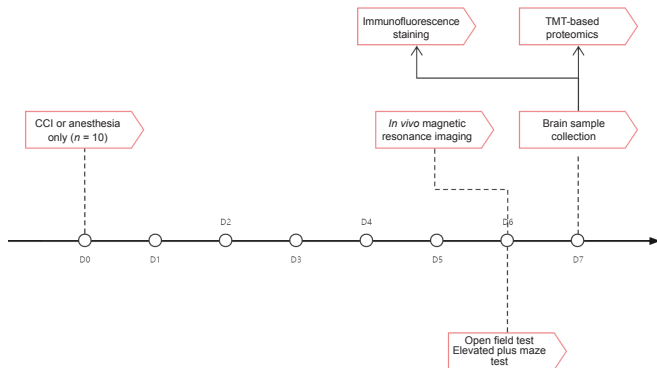 Immunofluorescence
staining
TMT-based
proteomics
CCI or anesthesia
only (n = 10)
In vivo magnetic
resonance imaging
Brain sample
collection
D2
D4
D6
D0
D1
D3
D5
D7
Open field test
Elevated plus maze
test